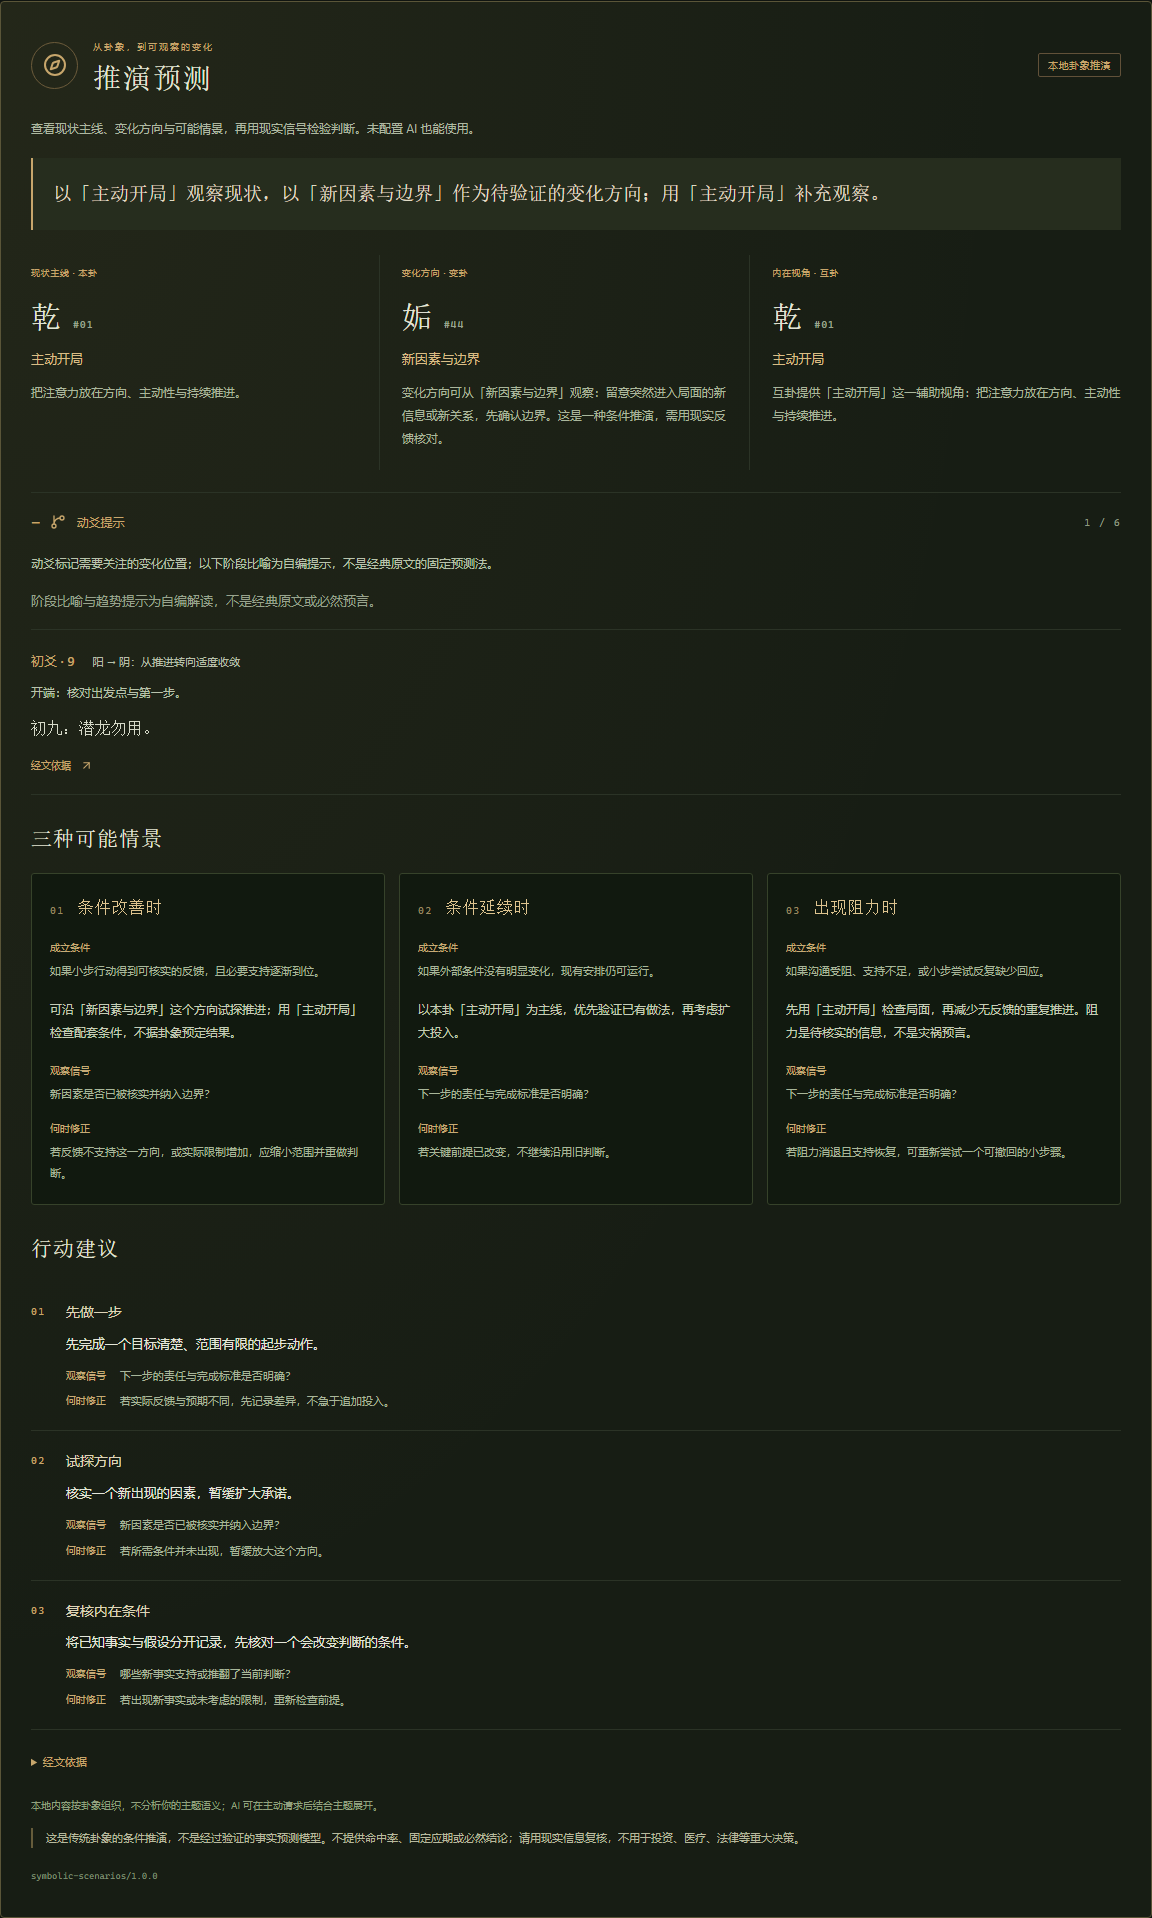 从卦象，到可观察的变化
推演预测
本地卦象推演
查看现状主线、变化方向与可能情景，再用现实信号检验判断。未配置 AI 也能使用。
以「主动开局」观察现状，以「新因素与边界」作为待验证的变化方向；用「主动开局」补充观察。
现状主线 · 本卦
乾 #01
主动开局
把注意力放在方向、主动性与持续推进。
变化方向 · 变卦
姤 #44
新因素与边界
变化方向可从「新因素与边界」观察：留意突然进入局面的新
信息或新关系，先确认边界。这是一种条件推演，需用现实反
馈核对。
内在视角 · 互卦
乾 #01
主动开局
互卦提供「主动开局」这一辅助视角：把注意力放在方向、主动性
与持续推进。
动爻提示
1 / 6
动爻标记需要关注的变化位置；以下阶段比喻为自编提示，不是经典原文的固定预测法。
阶段比喻与趋势提示为自编解读，不是经典原文或必然预言。
初爻 · 9 阳 → 阴：从推进转向适度收敛
开端：核对出发点与第一步。
初九：潜龙勿用。
经文依据 ↗
三种可能情景
01 条件改善时
成立条件
如果小步行动得到可核实的反馈，且必要支持逐渐到位。
可沿「新因素与边界」这个方向试探推进；用「主动开局」
检查配套条件，不据卦象预定结果。
观察信号
新因素是否已被核实并纳入边界？
何时修正
若反馈不支持这一方向，或实际限制增加，应缩小范围并重做判
断。
02 条件延续时
成立条件
如果外部条件没有明显变化，现有安排仍可运行。
以本卦「主动开局」为主线，优先验证已有做法，再考虑扩
大投入。
观察信号
下一步的责任与完成标准是否明确？
何时修正
若关键前提已改变，不继续沿用旧判断。
03 出现阻力时
成立条件
如果沟通受阻、支持不足，或小步尝试反复缺少回应。
先用「主动开局」检查局面，再减少无反馈的重复推进。阻
力是待核实的信息，不是灾祸预言。
观察信号
下一步的责任与完成标准是否明确？
何时修正
若阻力消退且支持恢复，可重新尝试一个可撤回的小步骤。
行动建议
01 先做一步
先完成一个目标清楚、范围有限的起步动作。
观察信号 下一步的责任与完成标准是否明确？
何时修正 若实际反馈与预期不同，先记录差异，不急于追加投入。
02 试探方向
核实一个新出现的因素，暂缓扩大承诺。
观察信号 新因素是否已被核实并纳入边界？
何时修正 若所需条件并未出现，暂缓放大这个方向。
03 复核内在条件
将已知事实与假设分开记录，先核对一个会改变判断的条件。
观察信号 哪些新事实支持或推翻了当前判断？
何时修正 若出现新事实或未考虑的限制，重新检查前提。
经文依据
本地内容按卦象组织，不分析你的主题语义；AI 可在主动请求后结合主题展开。
这是传统卦象的条件推演，不是经过验证的事实预测模型。不提供命中率、固定应期或必然结论；请用现实信息复核，不用于投资、医疗、法律等重大决策。
symbolic-scenarios/1.0.0